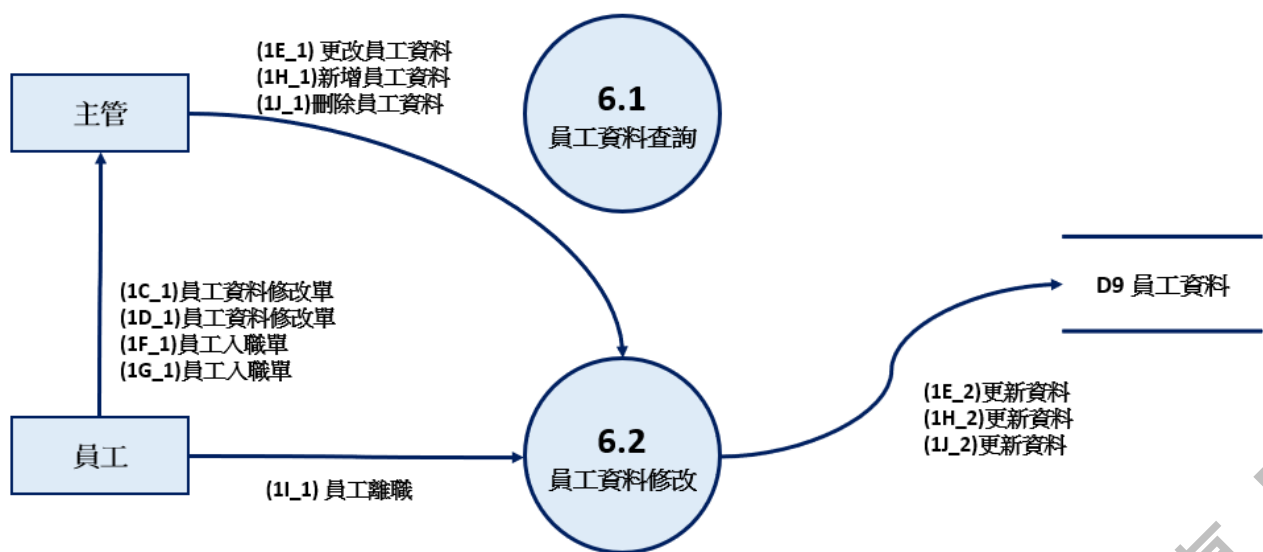 (1E_1) 更改員工資料
(1H_1)新增員工資料
(1J_1)刪除員工資料
主管
6.1
員工資料查詢
(1C_1)員工資料修改單
(1D_1)員工資料修改單
(1F_1)員工入職單
(1G_1)員工入職單
D9 員工資料
(1E_2)更新資料
(1H_2)更新資料
(1J_2)更新資料
員工
6.2
員工資料修改
(1I_1) 員工離職